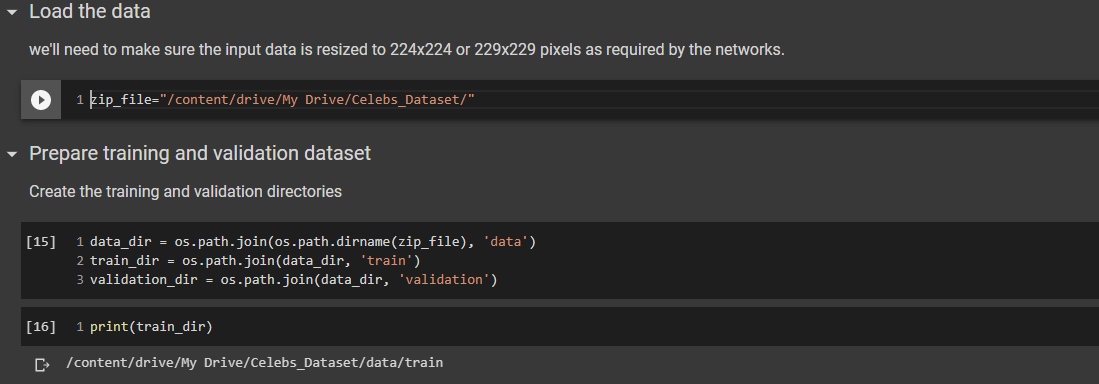 Load the data
we'll need to make sure the input data is resized to 224x224 or 229x229 pixels as required by the networks.
1 zip_file="/content/drive/My Drive/Celebs_Dataset/"
Prepare training and validation dataset
Create the training and validation directories
[15] 1 data_dir = os.path.join(os.path.dirname(zip_file), 'data')
2 train_dir = os.path.join(data_dir, 'train')
3 validation_dir = os.path.join(data_dir, 'validation')
[16] 1 print(train_dir)
/content/drive/My Drive/Celebs_Dataset/data/train